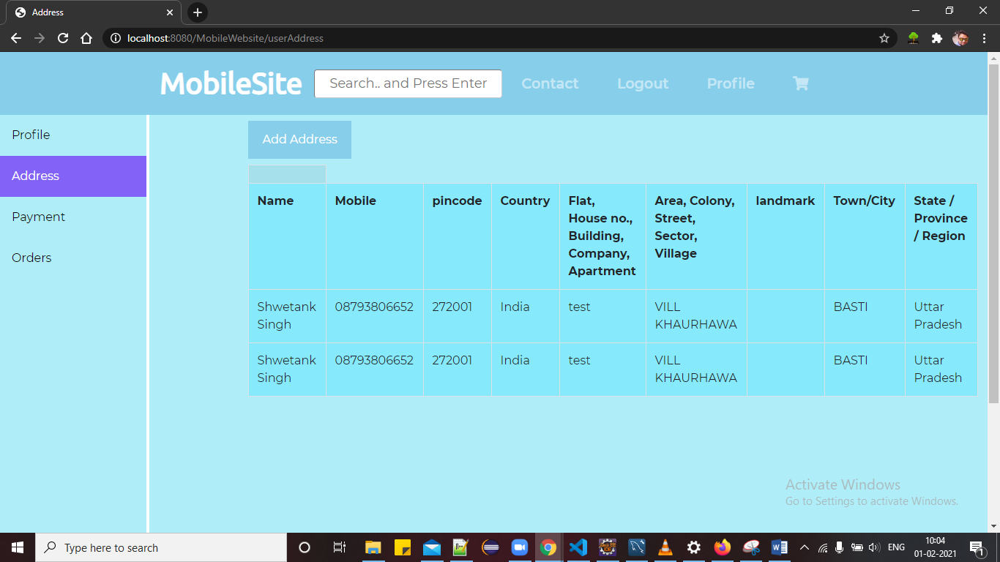 Address
localhost:8080/MobileWebsite/userAddress
MobileSite
Search.. and Press Enter
Contact
Logout
Profile
Profile
Address
Payment
Orders
Add Address
Name
Mobile
pincode
Country
Flat,
House no.,
Building,
Company,
Apartment
Area, Colony,
Street,
Sector,
Village
landmark
Town/City
State /
Province
/ Region
Shwetank
Singh
08793806652
272001
India
test
VILL
KHAURHAWA
BASTI
Uttar
Pradesh
Shwetank
Singh
08793806652
272001
India
test
VILL
KHAURHAWA
BASTI
Uttar
Pradesh
Activate Windows
Go to Settings to activate Windows.
Type here to search
ENG
10:04
01-02-2021
1